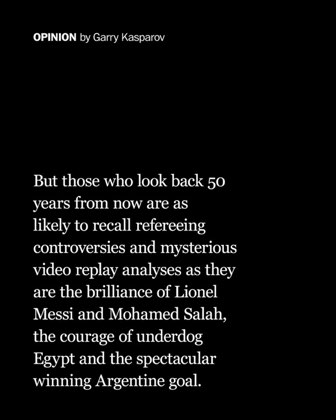 OPINION by Garry Kasparov
But those who look back 50
years from now are as
likely to recall refereeing
controversies and mysterious
video replay analyses as they
are the brilliance of Lionel
Messi and Mohamed Salah,
the courage of underdog
Egypt and the spectacular
winning Argentine goal.